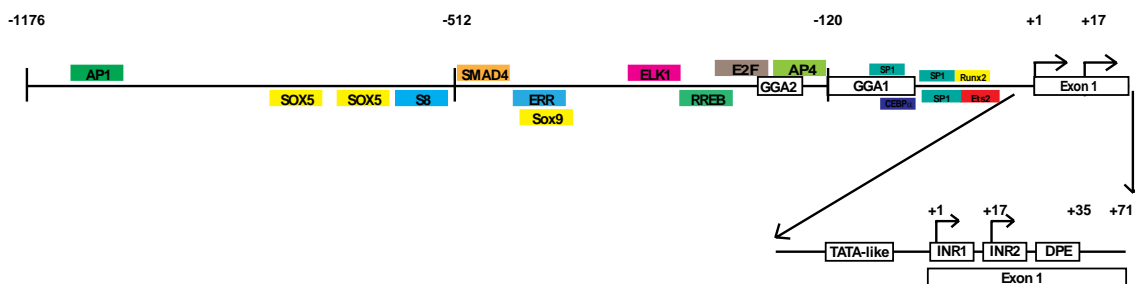 -1176 -512 -120 +1 +17
AP1 SMAD4 ELK1 E2F AP4 SP1 SP1 Runx2
GGA2 GGA1 Exon 1
SOX5 SOX5 S8 ERR RREB CEBPα SP1 Ets2
Sox9
+1 +17 +35 +71
TATA-like INR1 INR2 DPE
Exon 1